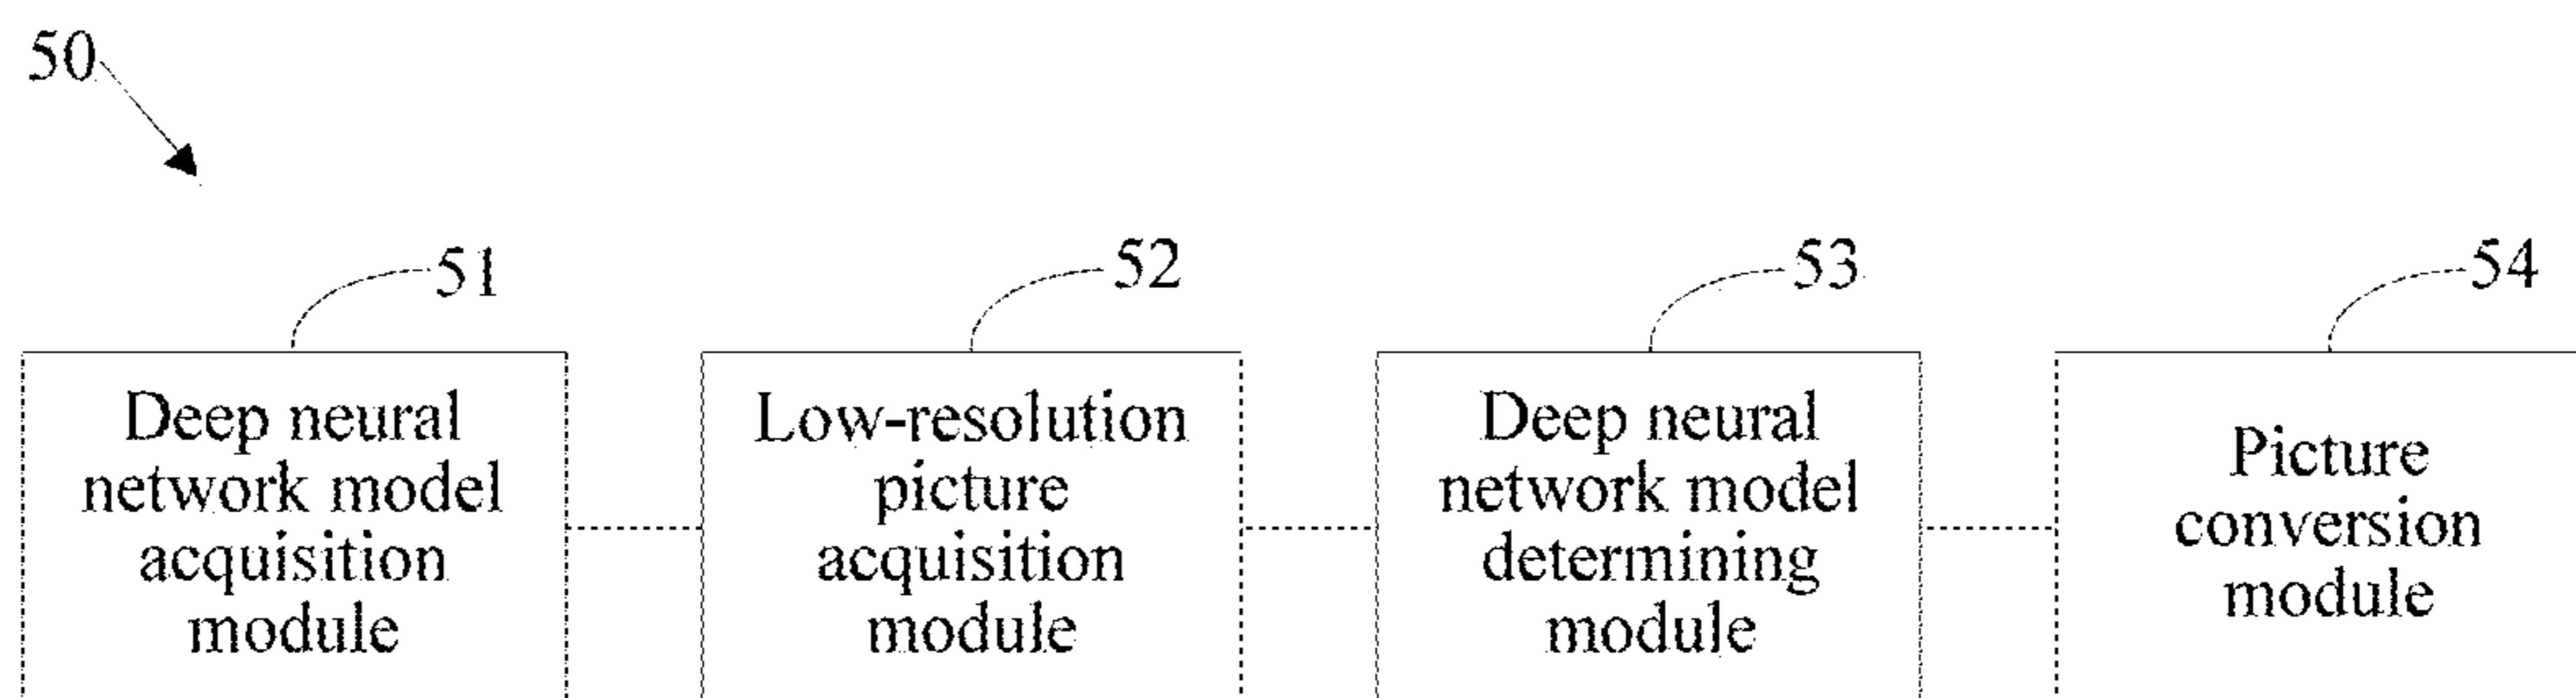 50
51
52
53
54
Deep neural
network model
acquisition
module
Low-resolution
picture
acquisition
module
Deep neural
network model
determining
module
Picture
conversion
module